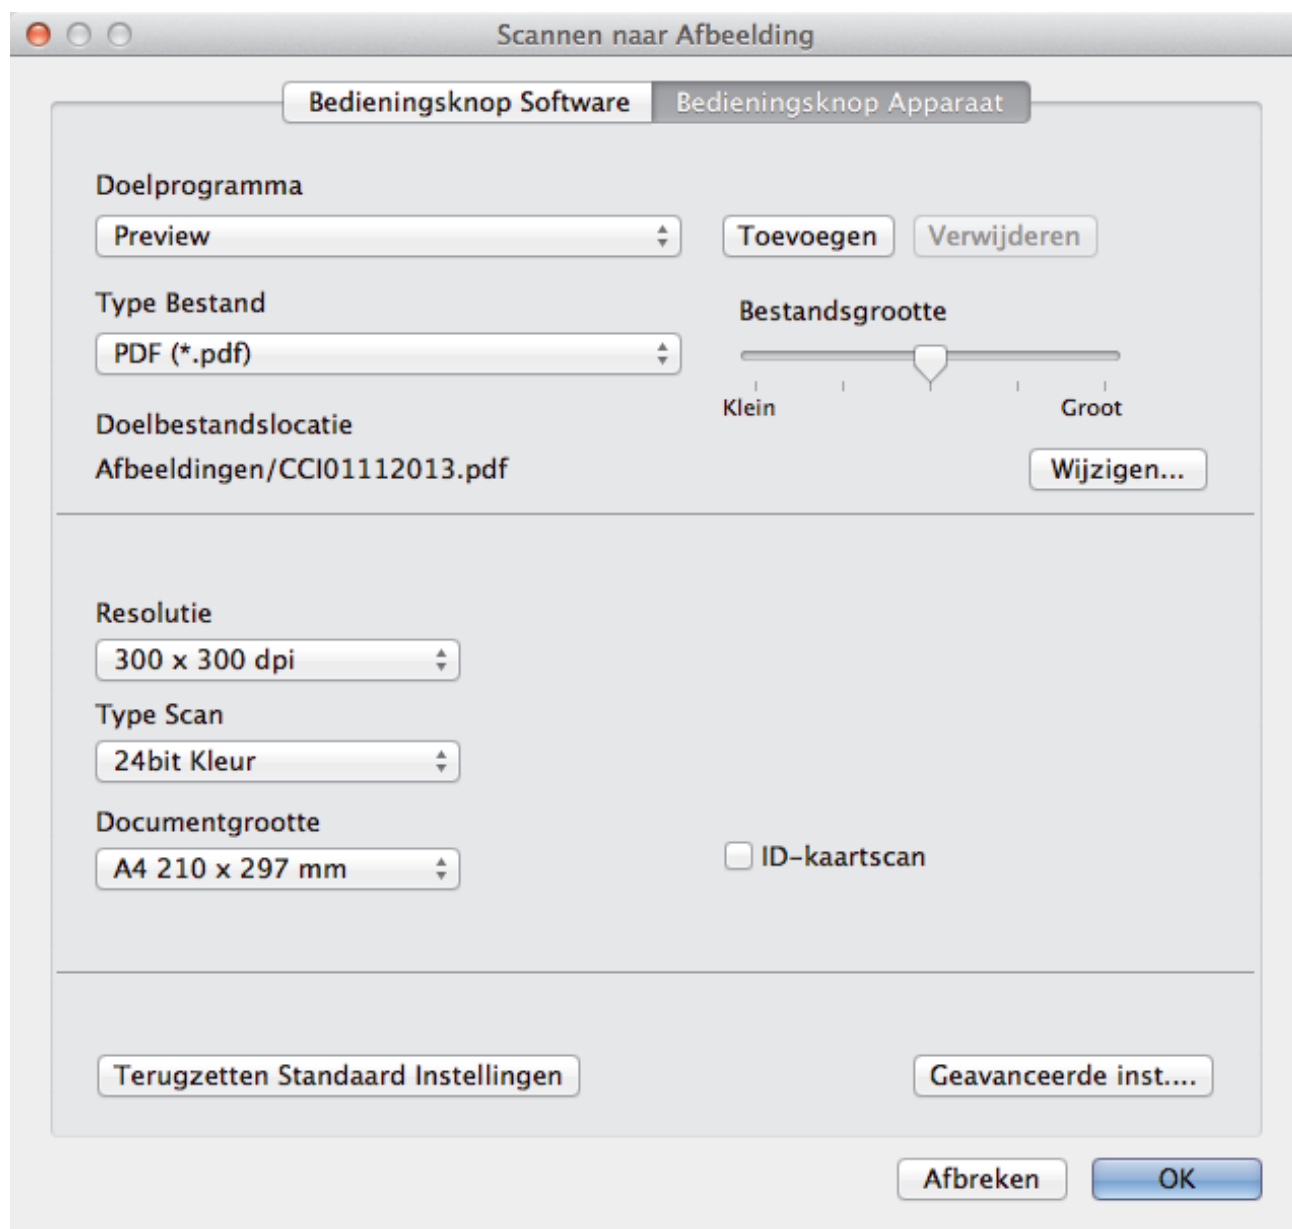 Scannen naar Afbeelding
Bedieningsknop Software
Bedieningsknop Apparaat
Doelprogramma
Preview
Toevoegen
Verwijderen
Type Bestand
Bestandsgrootte
PDF (*.pdf)
Klein
Groot
Doelbestandslocatie
Afbeeldingen/CCI01112013.pdf
Wijzigen...
Resolutie
300 x 300 dpi
Type Scan
24bit Kleur
Documentgrootte
A4 210 x 297 mm
ID-kaartscan
Terugzetten Standaard Instellingen
Geavanceerde inst....
Afbreken
OK